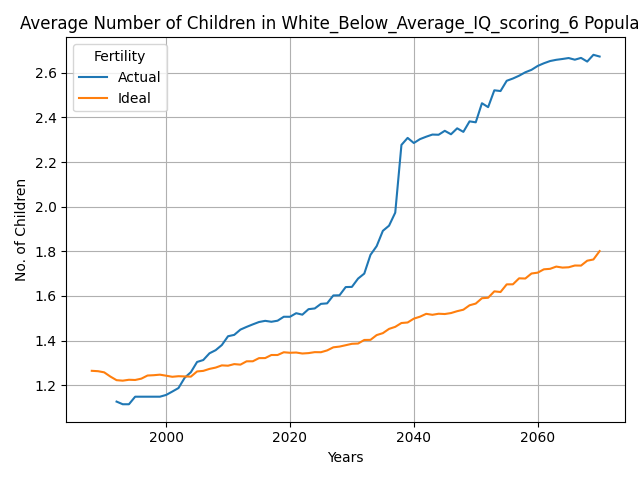 Average Number of Children in White_Below_Average_IQ_scoring_6 Popula
Fertility
Actual
Ideal
No. of Children
2.6
2.4
2.2
2.0
1.8
1.6
1.4
1.2
2000 2020 2040 2060
Years